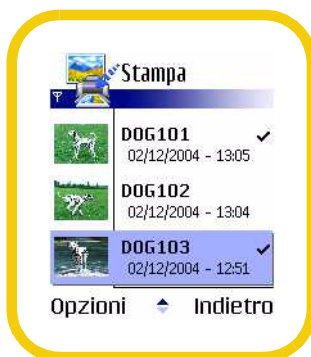 Stampa
DOG101
02/12/2004 - 13:05
DOG102
02/12/2004 - 13:04
DOG103
02/12/2004 - 12:51
Opzioni Indietro